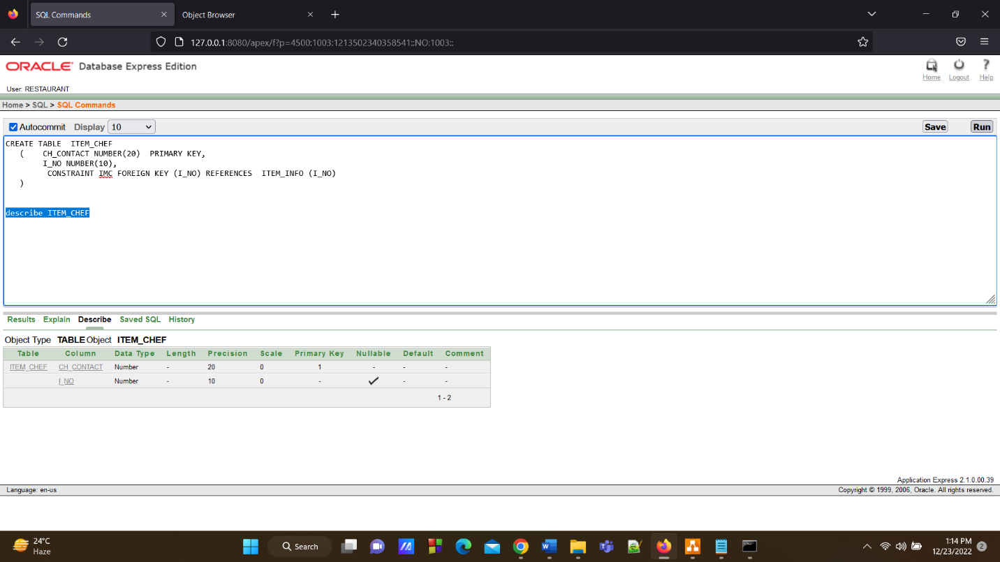 SQL Commands
Object Browser
127.0.0.1:8080/apex/f?p=4500:1003:1213502340358541::NO:1003::
ORACLE Database Express Edition
Home Logout Help
User: RESTAURANT
Home > SQL > SQL Commands
Autocommit Display 10 Save Run
CREATE TABLE ITEM_CHEF
( CH_CONTACT NUMBER(20) PRIMARY KEY,
I_NO NUMBER(10),
CONSTRAINT IMC FOREIGN KEY (I_NO) REFERENCES ITEM_INFO (I_NO)
)
describe ITEM_CHEF
Results Explain Describe Saved SQL History
Object Type TABLE Object ITEM_CHEF
Table Column Data Type Length Precision Scale Primary Key Nullable Default Comment
ITEM_CHEF CH_CONTACT Number - 20 0 1 - - -
I_NO Number - 10 0 - ✓ - -
1 - 2
Application Express 2.1.0.00.39
Language: en-us Copyright © 1999, 2006, Oracle. All rights reserved.
24°C
Haze
Search
1:14 PM
12/23/2022 2